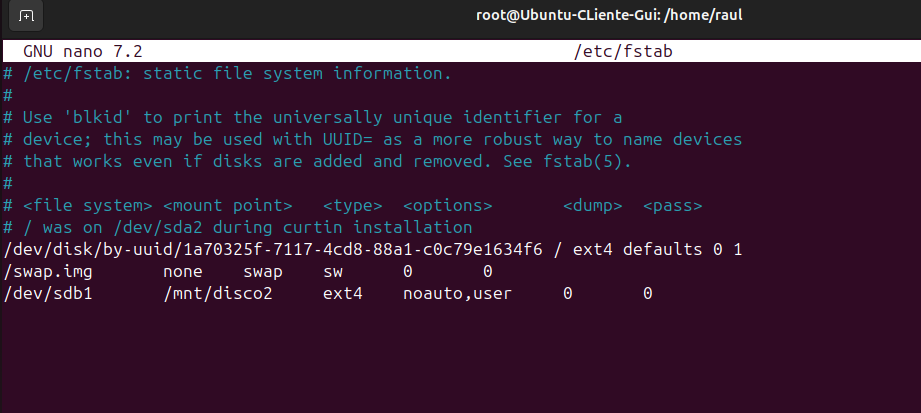 root@Ubuntu-CLiente-Gui: /home/raul
GNU nano 7.2 /etc/fstab
# /etc/fstab: static file system information.
#
# Use 'blkid' to print the universally unique identifier for a
# device; this may be used with UUID= as a more robust way to name devices
# that works even if disks are added and removed. See fstab(5).
#
# <file system> <mount point>   <type>  <options>       <dump>  <pass>
# / was on /dev/sda2 during curtin installation
/dev/disk/by-uuid/1a70325f-7117-4cd8-88a1-c0c79e1634f6 / ext4 defaults 0 1
/swap.img       none    swap    sw      0       0
/dev/sdb1       /mnt/disco2     ext4    noauto,user     0       0